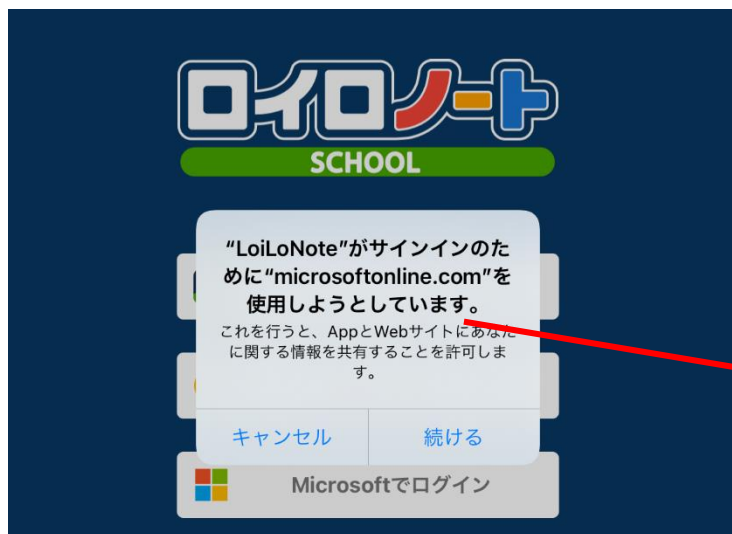 ロイロノート
SCHOOL
“LoiLoNote”がサインインのた
めに“microsoftonline.com”を
使用しようとしています。
これを行うと、AppとWebサイトにあなた
に関する情報を共有することを許可しま
す。
キャンセル
続ける
Microsoftでログイン